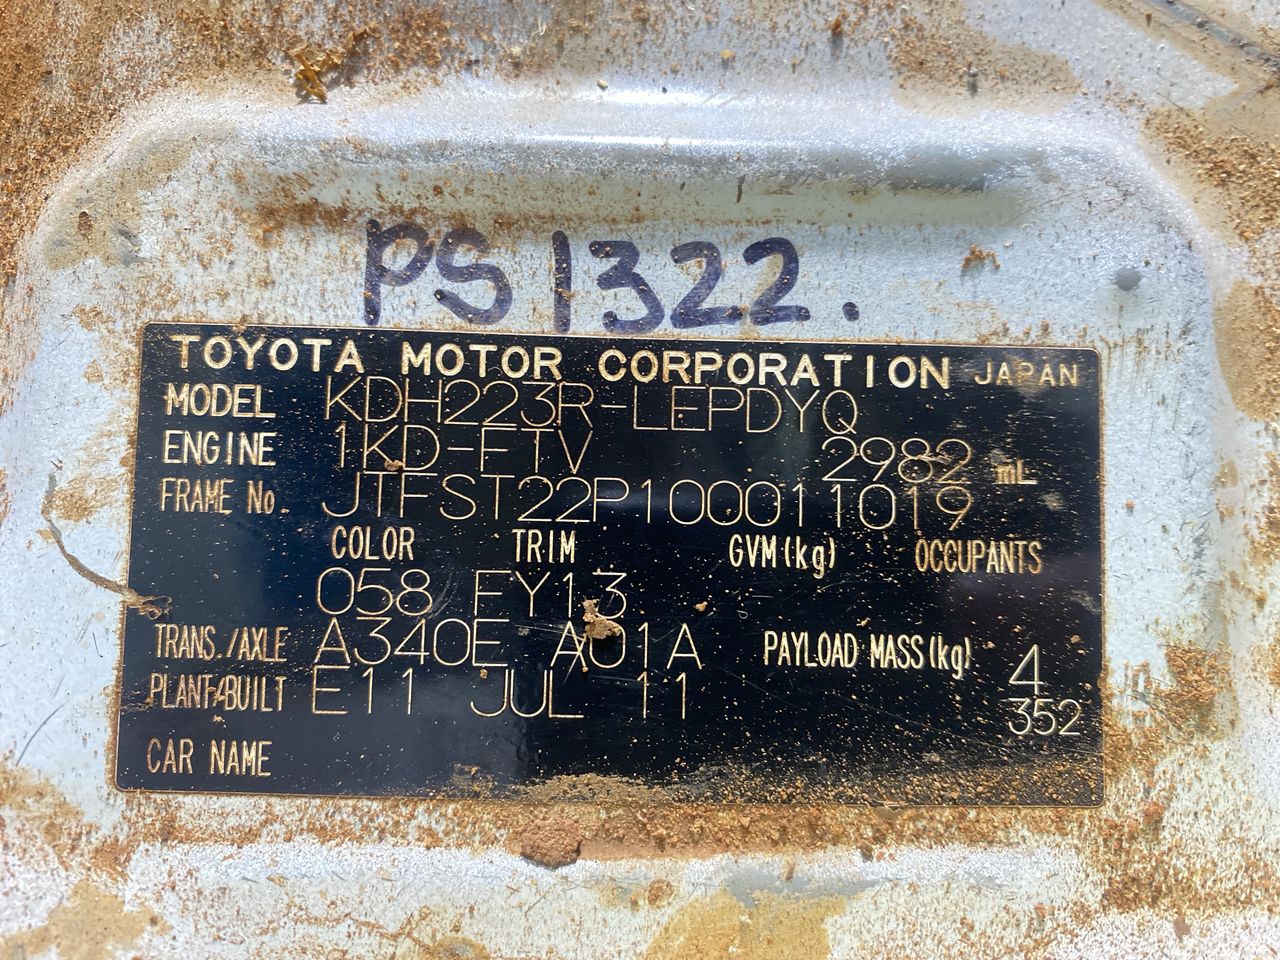 PS1322.
TOYOTA MOTOR CORPORATION JAPAN
MODEL KDH223R-LEPDYQ
ENGINE 1KD-FTV 2982 mL
FRAME No. JTFST22P100011019
COLOR TRIM GVM(kg) OCCUPANTS
058 FY13
TRANS./AXLE A340E A01A PAYLOAD MASS(kg) 4
PLANT/BUILT E11 JUL 11 352
CAR NAME